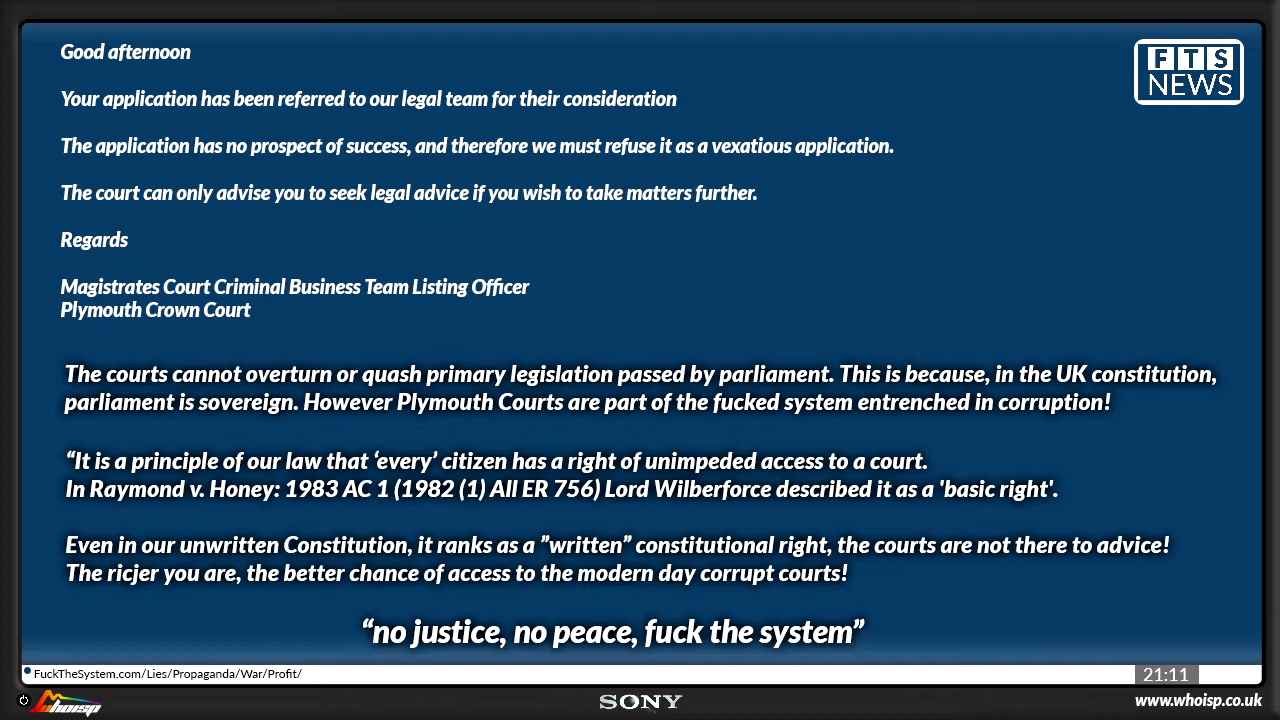 Good afternoon
FTS
NEWS
Your application has been referred to our legal team for their consideration
The application has no prospect of success, and therefore we must refuse it as a vexatious application.
The court can only advise you to seek legal advice if you wish to take matters further.
Regards
Magistrates Court Criminal Business Team Listing Officer
Plymouth Crown Court
The courts cannot overturn or quash primary legislation passed by parliament. This is because, in the UK constitution,
parliament is sovereign. However Plymouth Courts are part of the fucked system entrenched in corruption!
“It is a principle of our law that ‘every’ citizen has a right of unimpeded access to a court.
In Raymond v. Honey: 1983 AC 1 (1982 (1) All ER 756) Lord Wilberforce described it as a 'basic right'.
Even in our unwritten Constitution, it ranks as a ”written” constitutional right, the courts are not there to advice!
The ricjer you are, the better chance of access to the modern day corrupt courts!
“no justice, no peace, fuck the system”
FuckTheSystem.com/Lies/Propaganda/War/Profit/
21:11
Whoisp
SONY
www.whoisp.co.uk